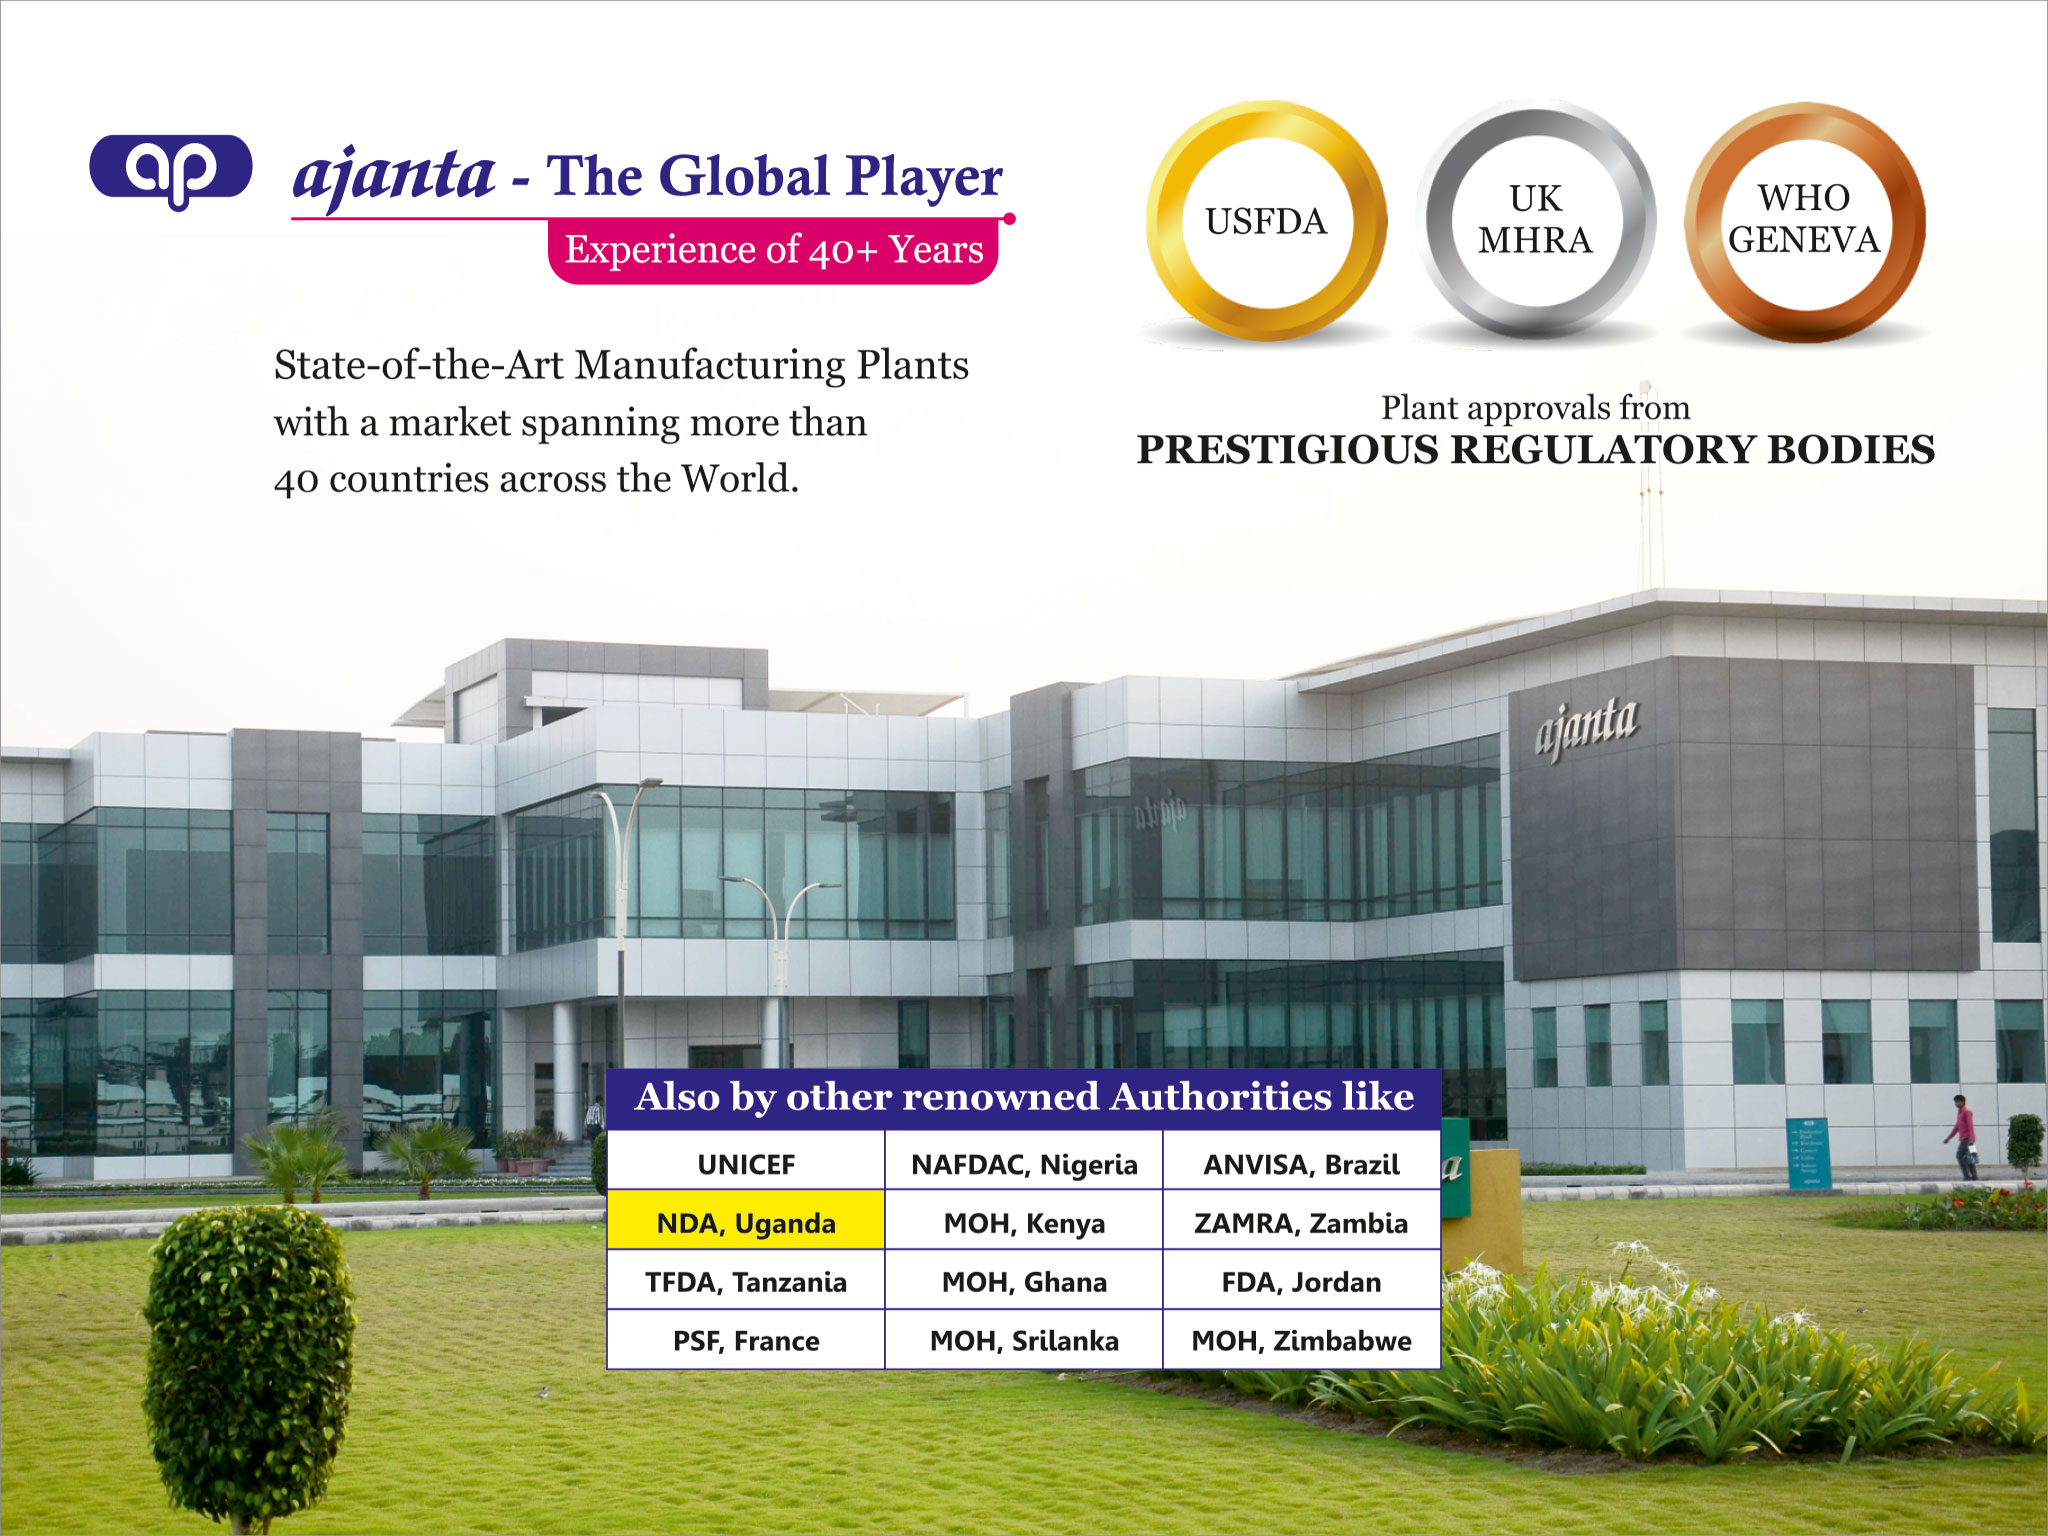 ap
ajanta - The Global Player
Experience of 40+ Years
State-of-the-Art Manufacturing Plants
with a market spanning more than
40 countries across the World.
USFDA
UK
MHRA
WHO
GENEVA
Plant approvals from
PRESTIGIOUS REGULATORY BODIES
ajanta
ajanta
Also by other renowned Authorities like
UNICEF NAFDAC, Nigeria ANVISA, Brazil
NDA, Uganda MOH, Kenya ZAMRA, Zambia
TFDA, Tanzania MOH, Ghana FDA, Jordan
PSF, France MOH, Srilanka MOH, Zimbabwe
a